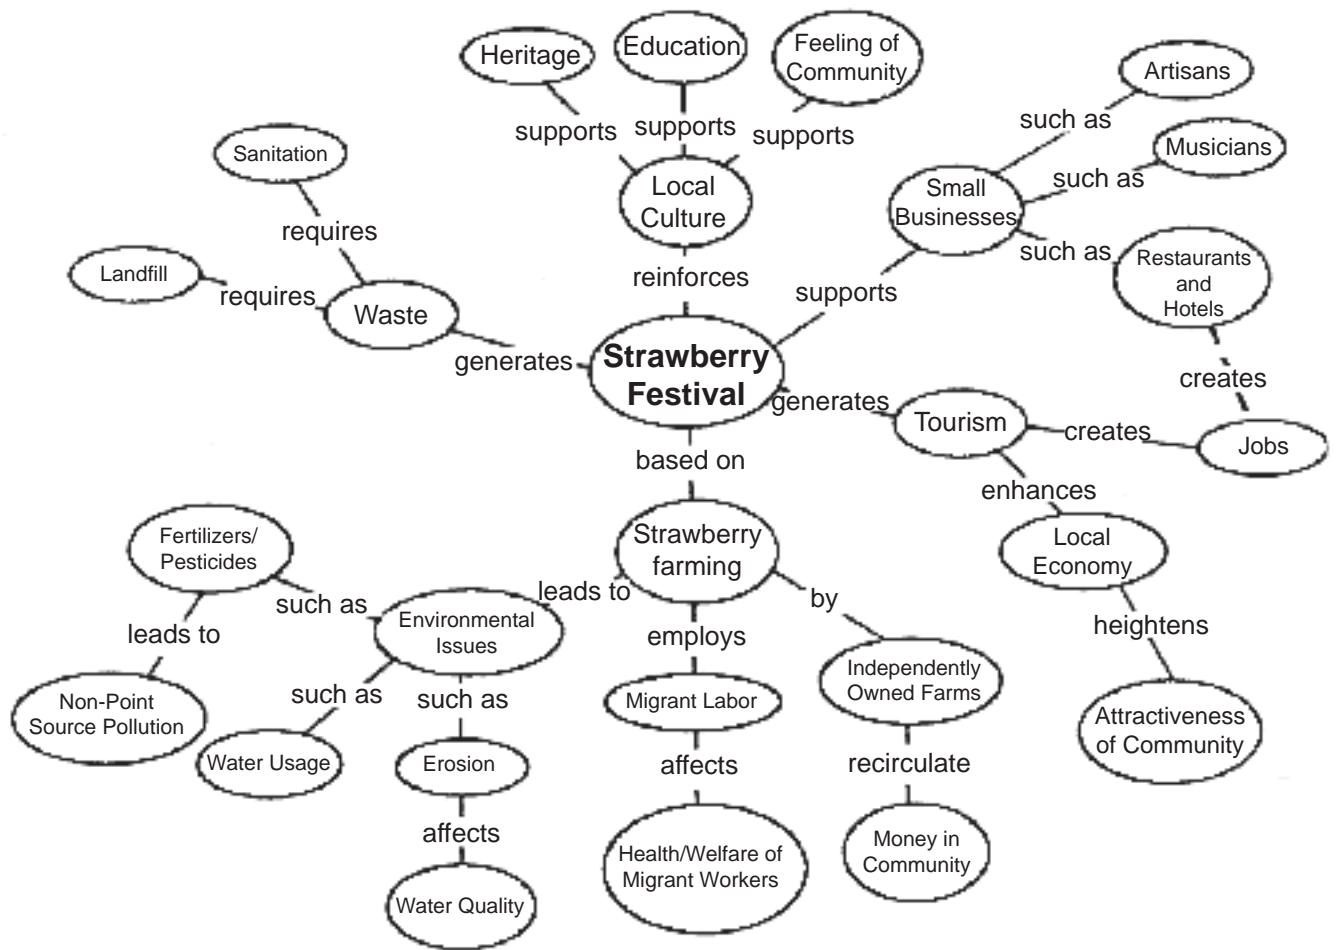 Heritage
Education
Feeling of
Community
supports
supports
supports
Local
Culture
reinforces
Artisans
such as
Musicians
such as
Small
Businesses
such as
Restaurants
and
Hotels
supports
creates
Sanitation
requires
Landfill
requires
Waste
generates
Strawberry
Festival
generates
Tourism
creates
Jobs
enhances
Local
Economy
heightens
Attractiveness
of Community
based on
Strawberry
farming
leads to
employs
by
Fertilizers/
Pesticides
such as
Environmental
Issues
leads to
Non-Point
Source Pollution
such as
such as
Water Usage
Erosion
affects
Water Quality
Migrant Labor
affects
Health/Welfare of
Migrant Workers
Independently
Owned Farms
recirculate
Money in
Community